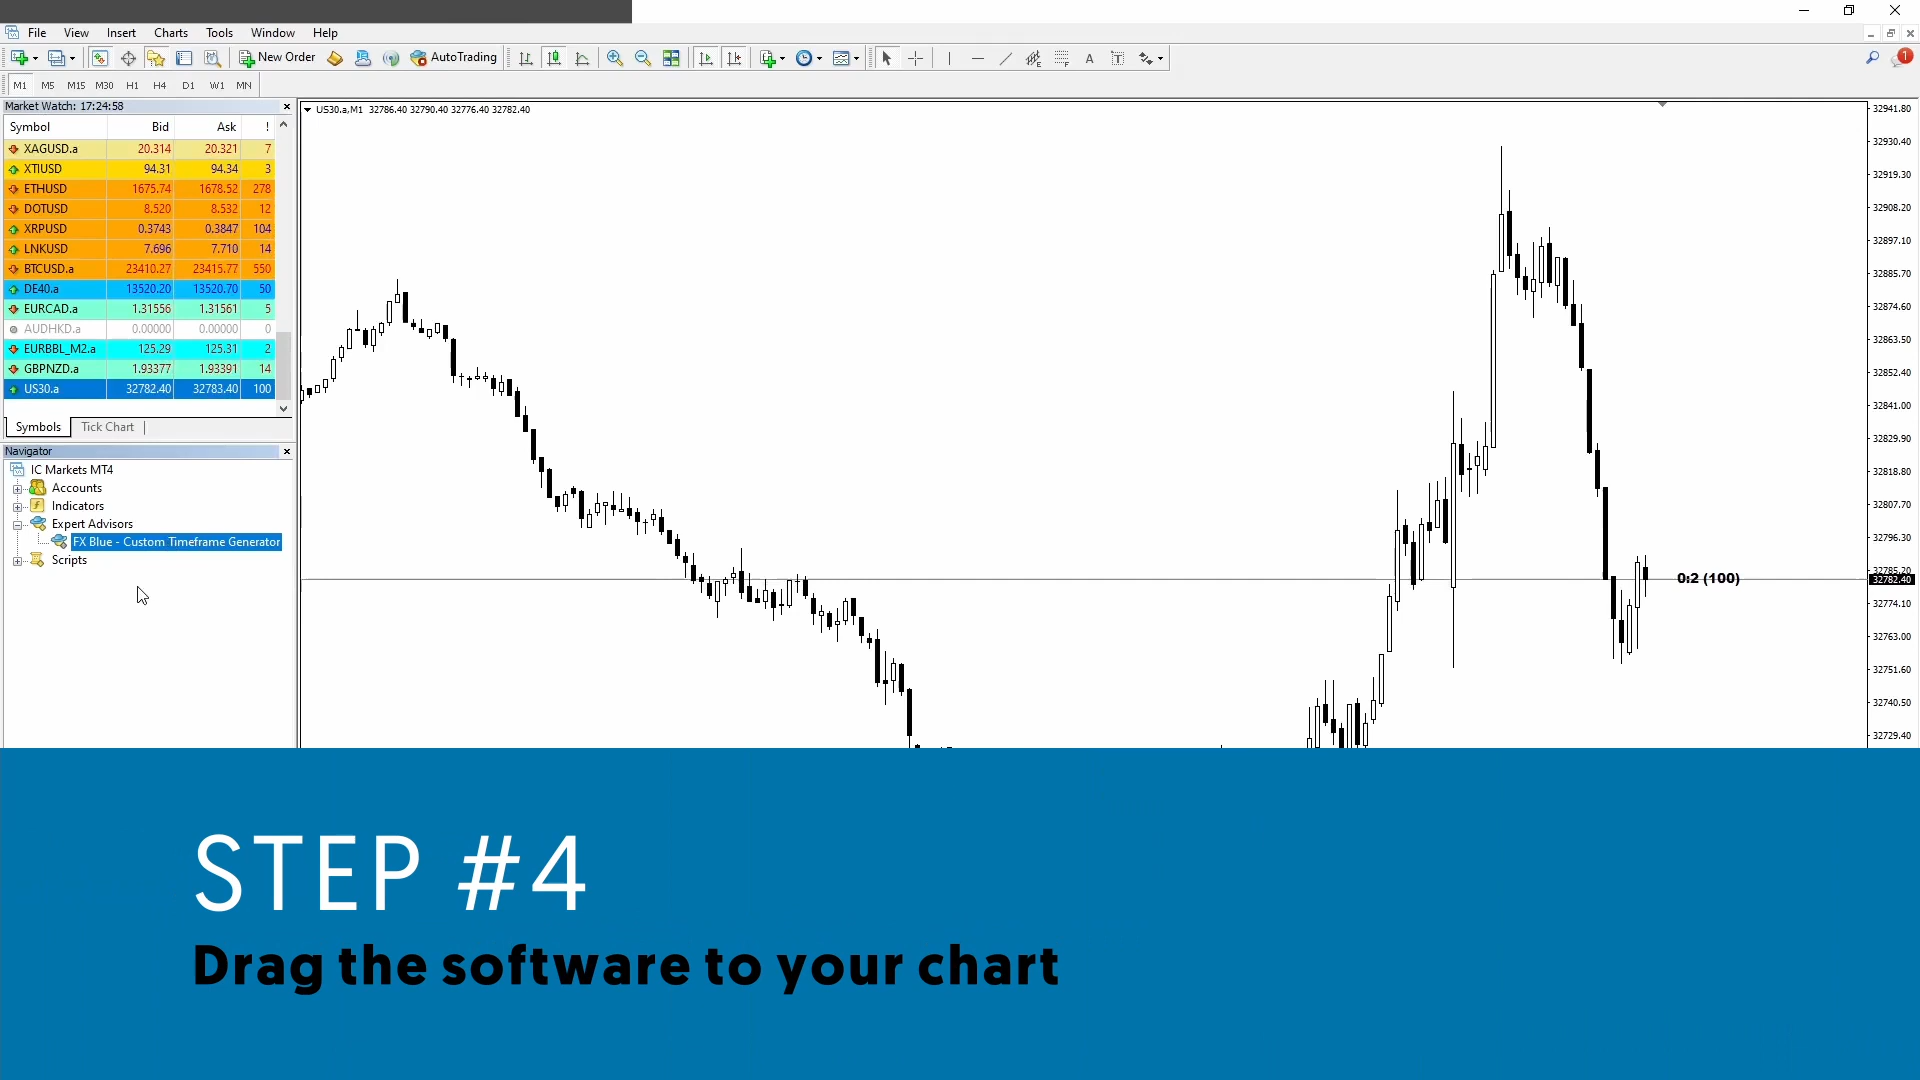 File View Insert Charts Tools Window Help
New Order AutoTrading A T 1
M1 M5 M15 M30 H1 H4 D1 W1 MN
Market Watch: 17:24:58
Symbol Bid Ask !
XAGUSD.a 20.314 20.321 7
XTIUSD 94.31 94.34 3
ETHUSD 1675.74 1678.52 278
DOTUSD 8.520 8.532 12
XRPUSD 0.3743 0.3847 104
LNKUSD 7.696 7.710 14
BTCUSD.a 23410.27 23415.77 550
DE40.a 13520.20 13520.70 50
EURCAD.a 1.31556 1.31561 5
AUDHKD.a 0.00000 0.00000 0
EURBBL_M2.a 125.29 125.31 2
GBPNZD.a 1.93377 1.93391 14
US30.a 32782.40 32783.40 100
Symbols Tick Chart
Navigator
IC Markets MT4
Accounts
Indicators
Expert Advisors
FX Blue - Custom Timeframe Generator
Scripts
US30.a,M1 32786.40 32790.40 32776.40 32782.40
0:2 (100)
32941.80
32930.40
32919.30
32908.20
32897.10
32885.70
32874.60
32863.50
32852.40
32841.00
32829.90
32818.80
32807.70
32796.30
32785.20
32782.40
32774.10
32763.00
32751.60
32740.50
32729.40
STEP #4
Drag the software to your chart